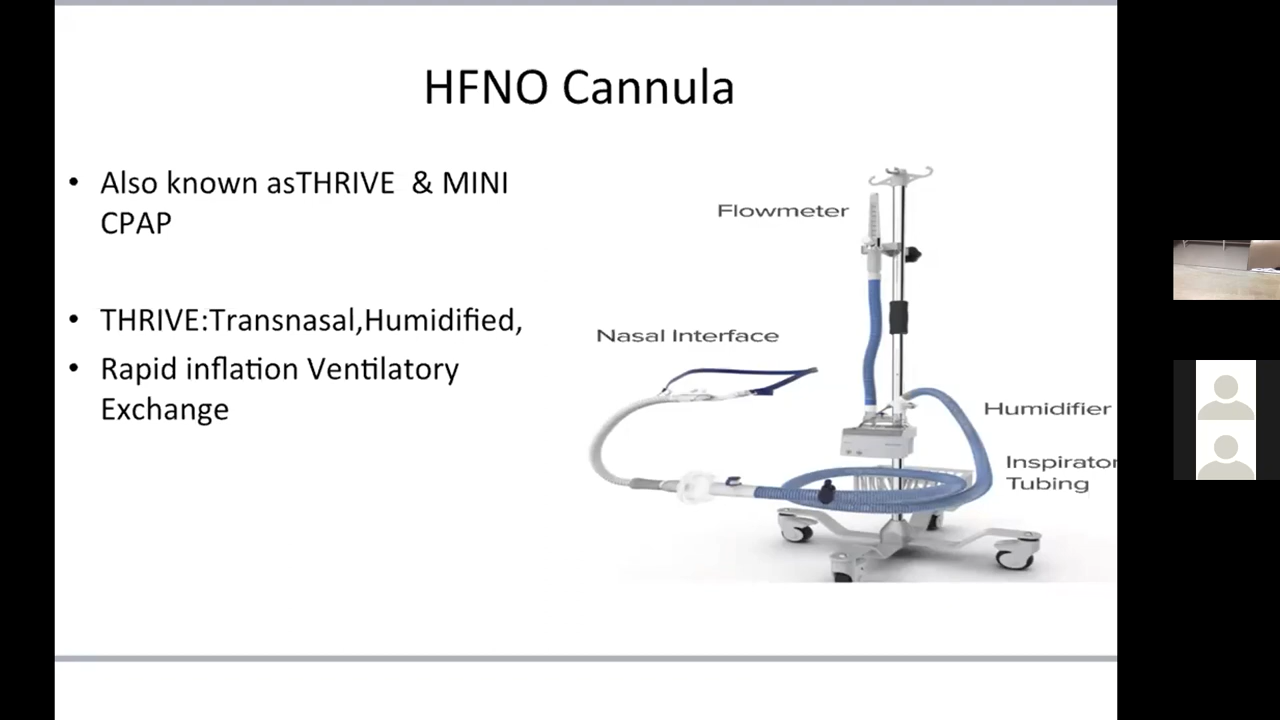 HFNO Cannula
• Also known asTHRIVE & MINI
CPAP
• THRIVE:Transnasal,Humidified,
• Rapid inflation Ventilatory
Exchange
Flowmeter
Nasal Interface
Humidifier
Inspirator
Tubing